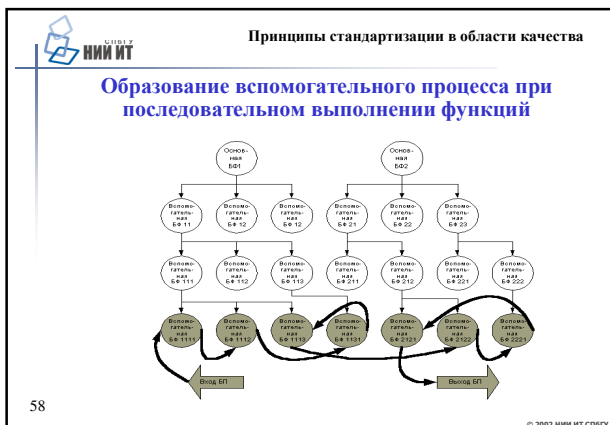 СПбГУ
НИИ ИТ
Принципы стандартизации в области качества
Образование вспомогательного процесса при
последовательном выполнении функций
Основ-
ная
БФ1
Основ-
ная
БФ2
Вспомо-
гатель-
ная
БФ 11
Вспомо-
гатель-
ная
БФ 12
Вспомо-
гатель-
ная
БФ 12
Вспомо-
гатель-
ная
БФ 21
Вспомо-
гатель-
ная
БФ 22
Вспомо-
гатель-
ная
БФ 23
Вспомо-
гатель-
ная
БФ 111
Вспомо-
гатель-
ная
БФ 112
Вспомо-
гатель-
ная
БФ 113
Вспомо-
гатель-
ная
БФ 211
Вспомо-
гатель-
ная
БФ 212
Вспомо-
гатель-
ная
БФ 221
Вспомо-
гатель-
ная
БФ 222
Вспомо-
гатель-
ная
БФ 1111
Вспомо-
гатель-
ная
БФ 1112
Вспомо-
гатель-
ная
БФ 1113
Вспомо-
гатель-
ная
БФ 1131
Вспомо-
гатель-
ная
БФ 2121
Вспомо-
гатель-
ная
БФ 2122
Вспомо-
гатель-
ная
БФ 2221
Вход БП
Выход БП
58
© 2002 НИИ ИТ СПбГУ